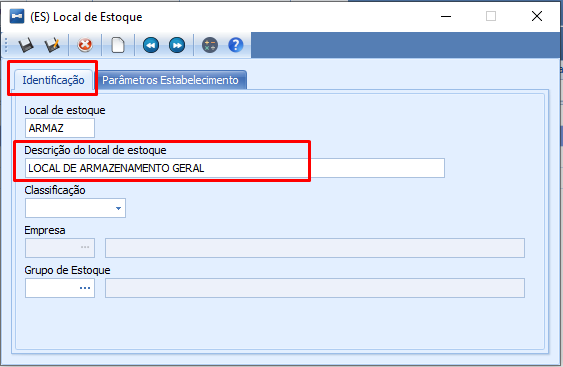 (ES) Local de Estoque
Identificação
Parâmetros Estabelecimento
Local de estoque
ARMAZ
Descrição do local de estoque
LOCAL DE ARMAZENAMENTO GERAL
Classificação
Empresa
Grupo de Estoque